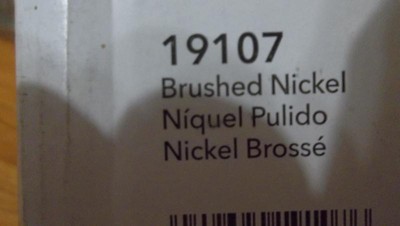 19107
Brushed Nickel
Níquel Pulido
Nickel Brossé